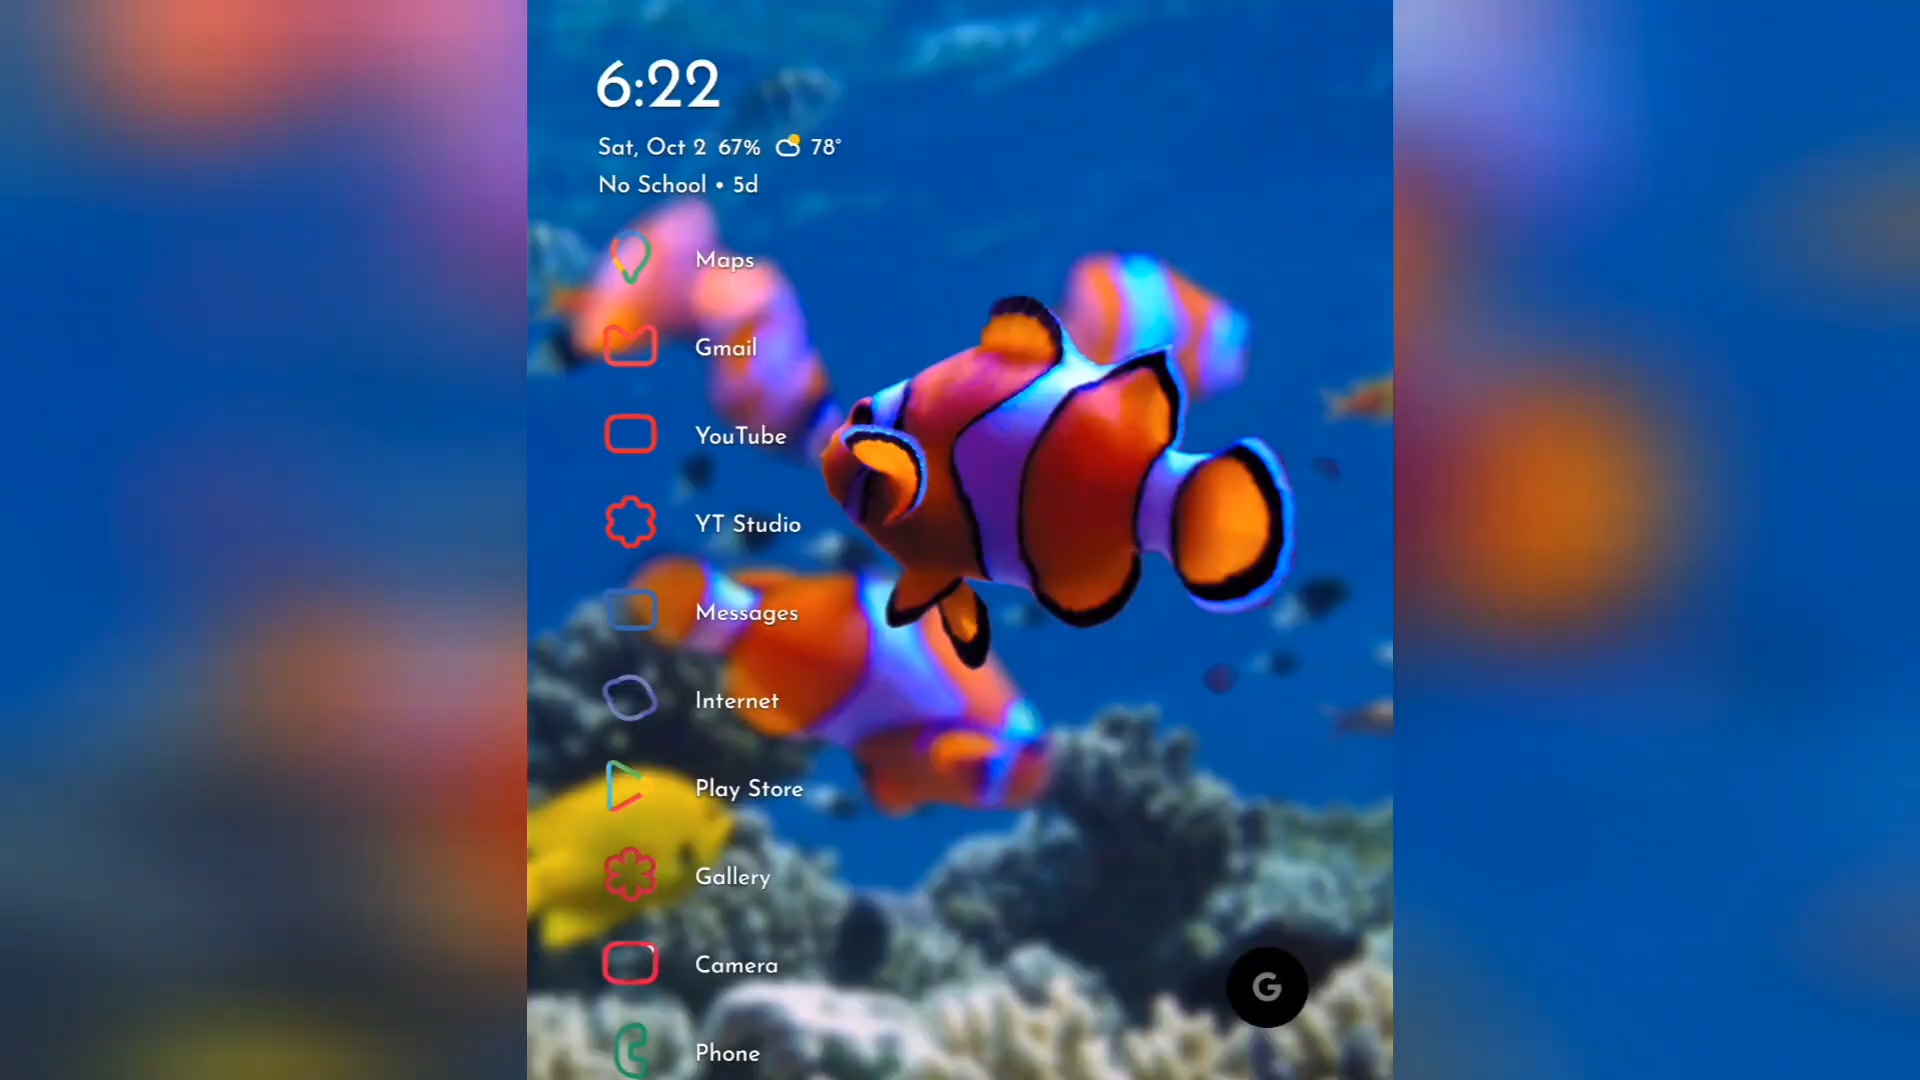 6:22
Sat, Oct 2 67% 78°
No School • 5d
Maps
Gmail
YouTube
YT Studio
Messages
Internet
Play Store
Gallery
Camera
G
Phone